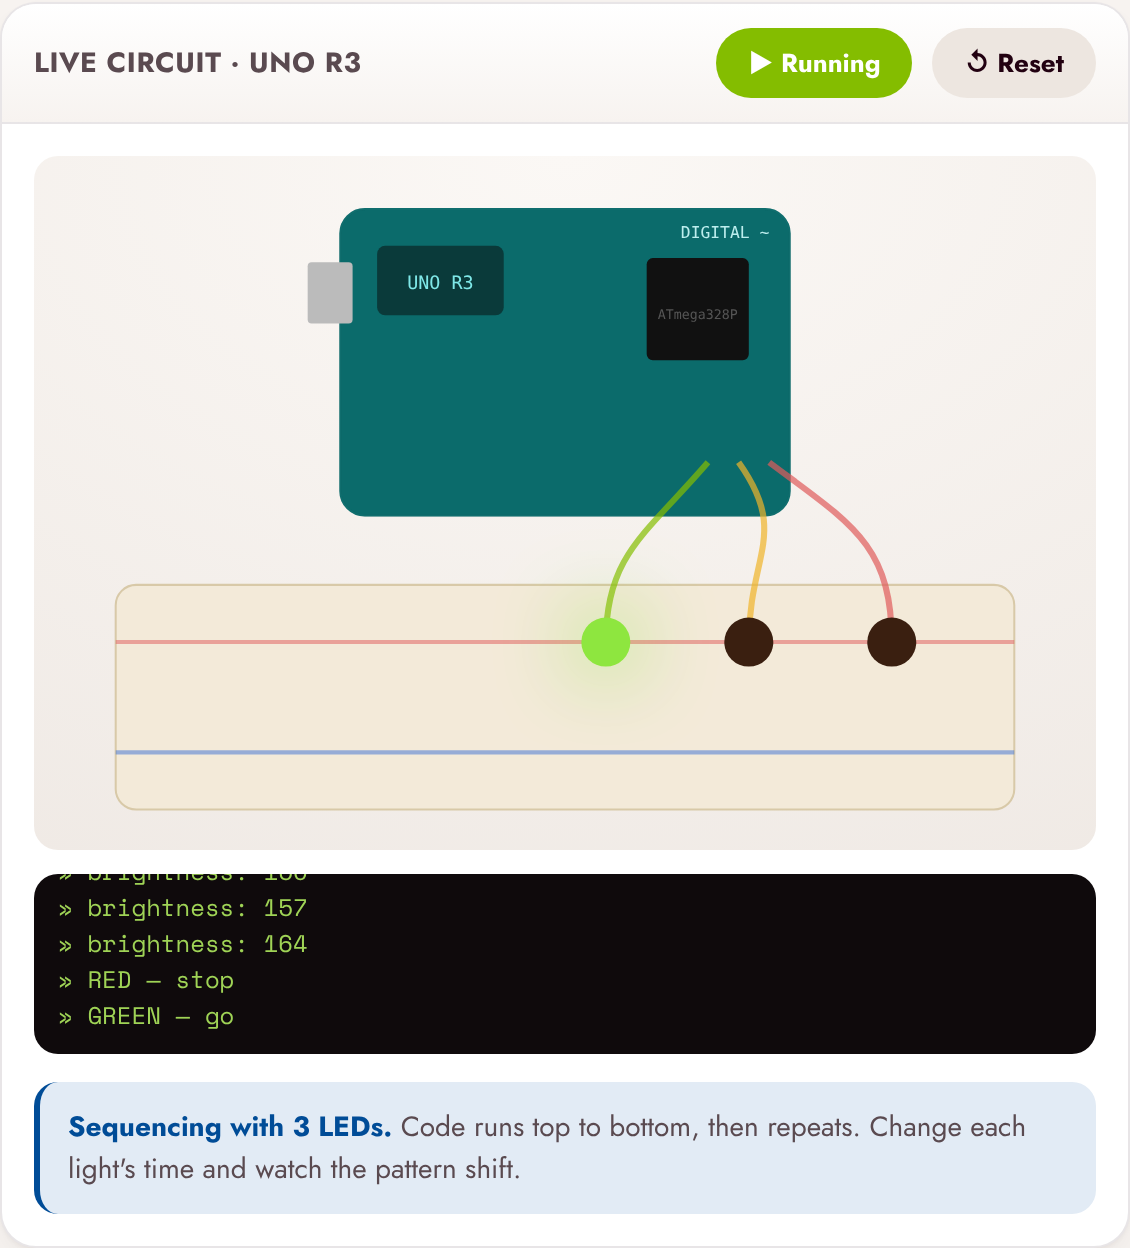 LIVE CIRCUIT · UNO R3
▶ Running
↺ Reset
DIGITAL ~
UNO R3
ATmega328P
» brightness:
» brightness: 157
» brightness: 164
» RED — stop
» GREEN — go
Sequencing with 3 LEDs. Code runs top to bottom, then repeats. Change each
light's time and watch the pattern shift.